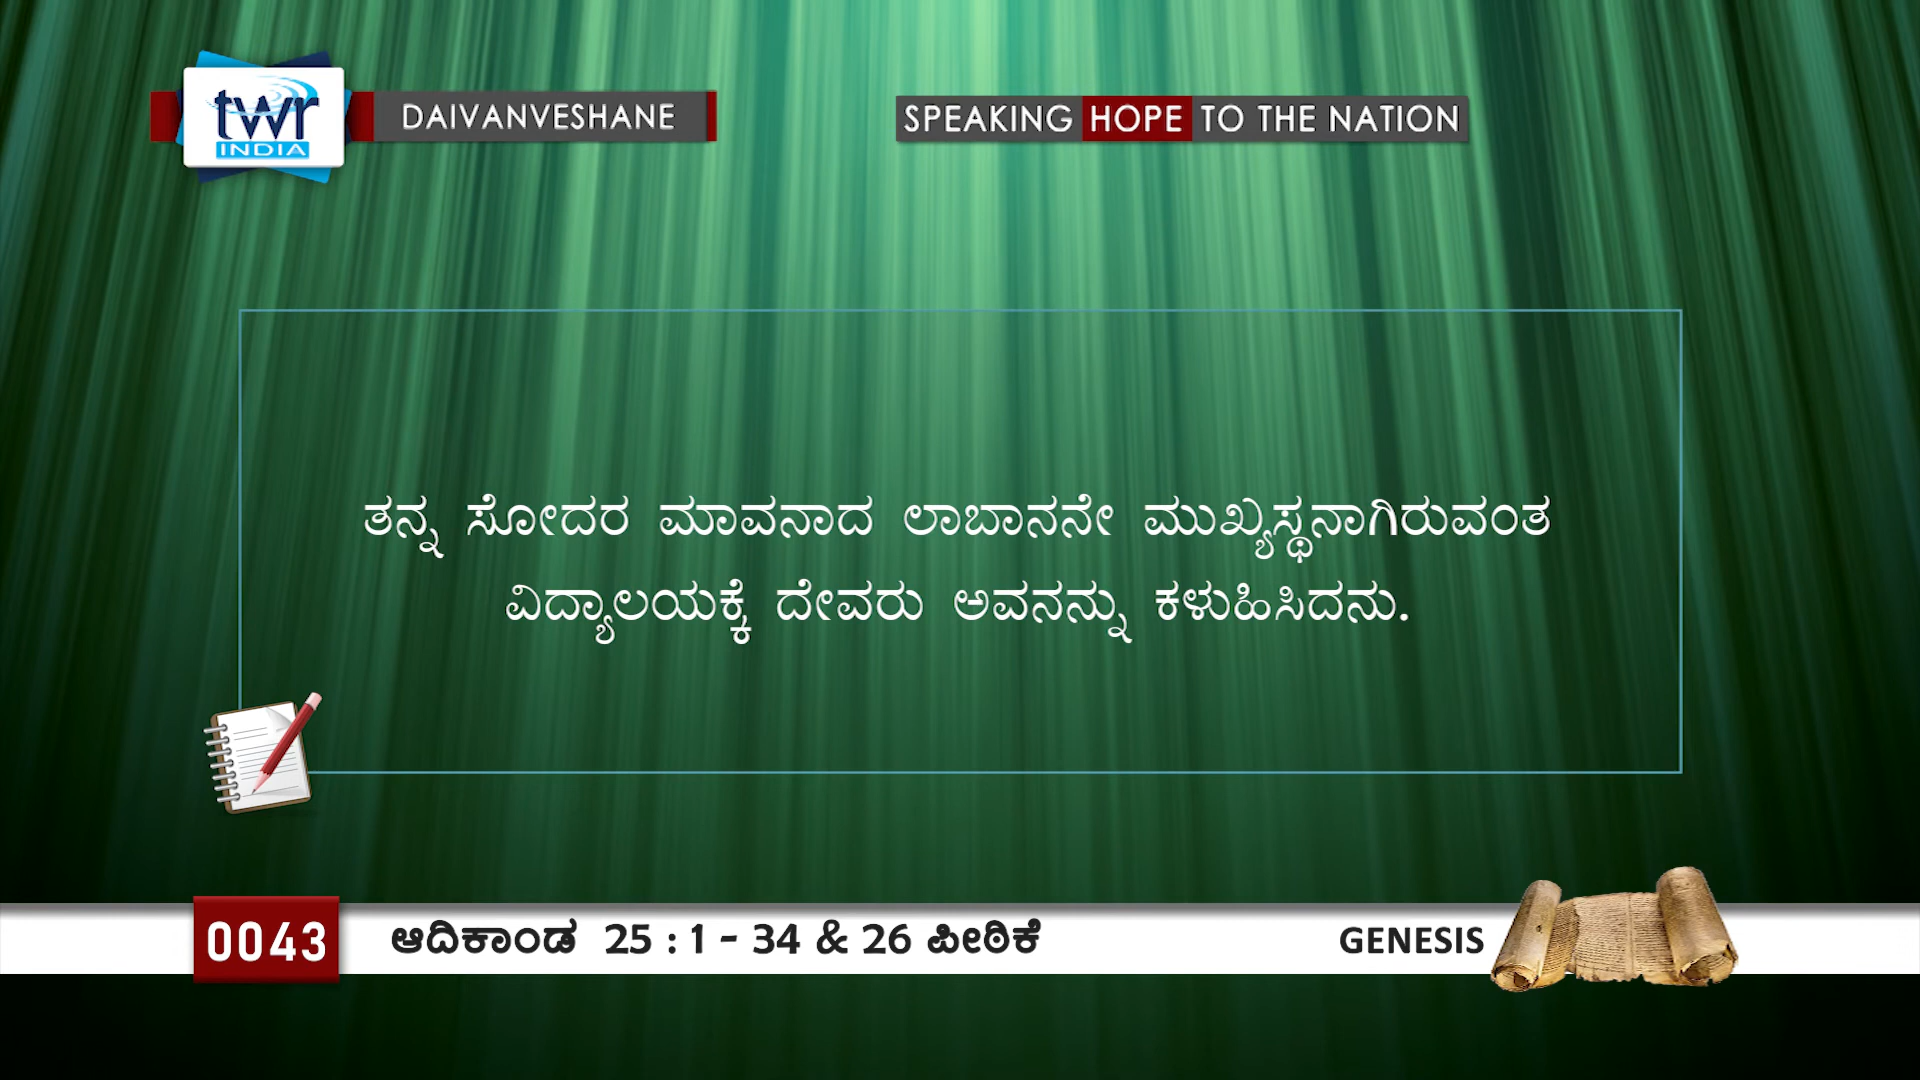 twr
INDIA
DAIVANVESHANE
SPEAKING HOPE TO THE NATION
ತನ್ನ ಸೋದರ ಮಾವನಾದ ಲಾಬಾನನೇ ಮುಖ್ಯಸ್ಥನಾಗಿರುವಂತ
ವಿದ್ಯಾಲಯಕ್ಕೆ ದೇವರು ಅವನನ್ನು ಕಳುಹಿಸಿದನು.
0043
ಆದಿಕಾಂಡ 25 : 1 - 34 & 26 ಪೀಠಿಕೆ
GENESIS